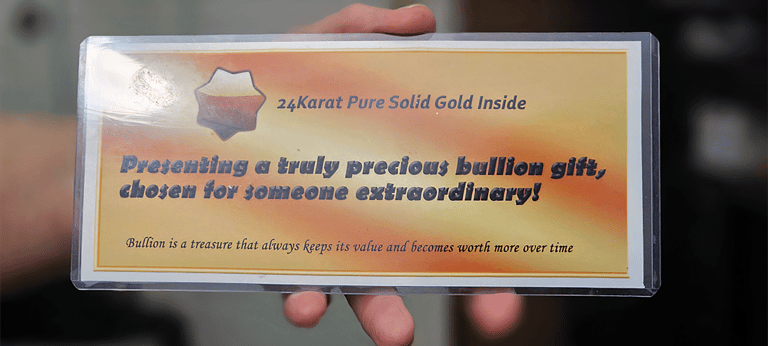 24Karat Pure Solid Gold Inside
Presenting a truly precious bullion gift,
chosen for someone extraordinary!
Bullion is a treasure that always keeps its value and becomes worth more over time